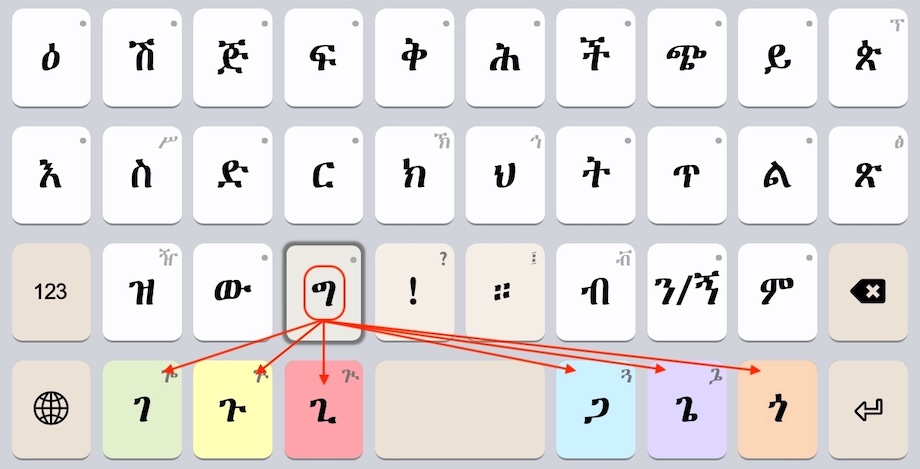 ዕ ሽ ጅ ፍ ቅ ሕ ች ጭ ይ ጵ ፕ
እ ስ ሥ ድ ር ክ ኽ ህ ኅ ት ጥ ል ጽ ፅ
123 ዝ ዥ ው ግ ! ? ። ፤ ብ ቭ ን/ኝ ም
ገ ጐ ጉ ጊ ጒ ጋ ጓ ጌ ጔ ጎ